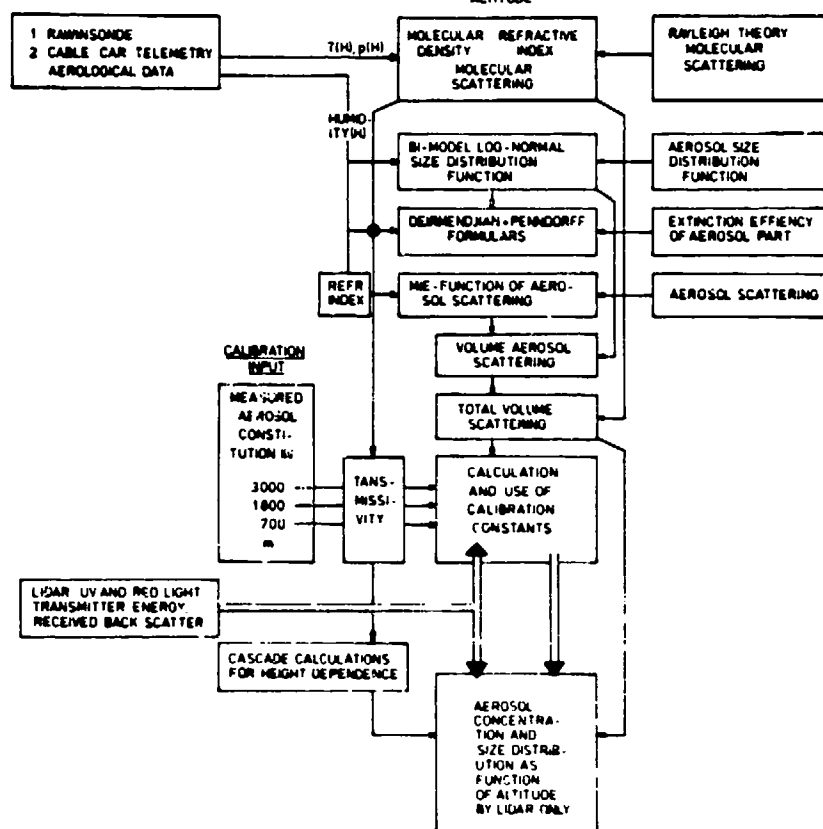 1 RAWINSONDE
2 CABLE CAR TELEMETRY
AEROLOGICAL DATA
T(H), p(H)
MOLECULAR REFRACTIVE
DENSITY INDEX
MOLECULAR
SCATTERING
RAYLEIGH THEORY
MOLECULAR
SCATTERING
HUMID-
ITY(H)
BI-MODEL LOG-NORMAL
SIZE DISTRIBUTION
FUNCTION
AEROSOL SIZE
DISTRIBUTION
FUNCTION
DEIRMENDJIAN-PENNDORFF
FORMULARS
EXTINCTION EFFIENCY
OF AEROSOL PART
REFR
INDEX
MIE-FUNCTION OF AERO-
SOL SCATTERING
AEROSOL SCATTERING
VOLUME AEROSOL
SCATTERING
TOTAL VOLUME
SCATTERING
CALIBRATION
INPUT
MEASURED
AEROSOL
CONSTI-
TUTION
3000
1800
700
m
TANS-
MISSI-
VITY
CALCULATION
AND USE OF
CALIBRATION
CONSTANTS
LIDAR UV AND RED LIGHT
TRANSMITTER ENERGY,
RECEIVED BACK SCATTER
CASCADE CALCULATIONS
FOR HEIGHT DEPENDENCE
AEROSOL
CONCENTRA-
TION AND
SIZE DISTRIB-
UTION AS
FUNCTION
OF ALTITUDE
BY LIDAR ONLY